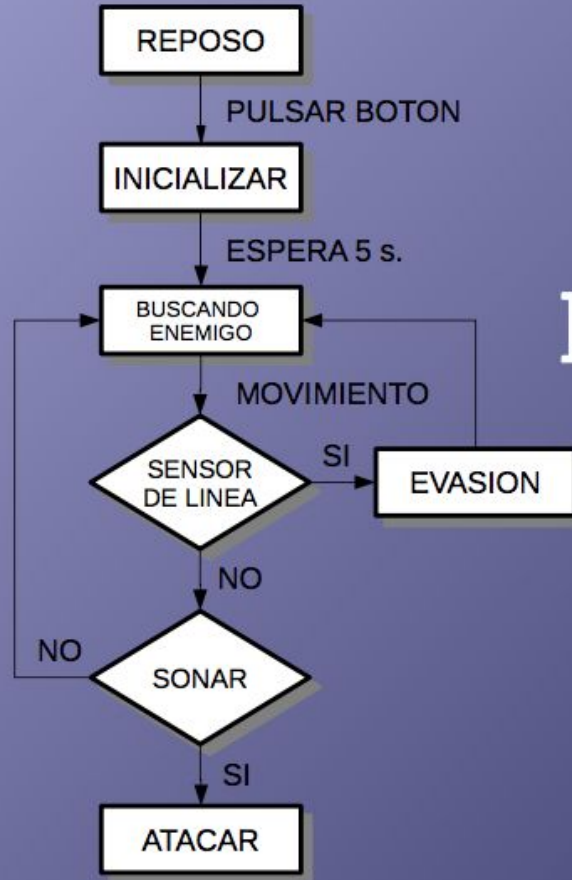 REPOSO
PULSAR BOTON
INICIALIZAR
ESPERA 5 s.
BUSCANDO
ENEMIGO
MOVIMIENTO
SENSOR
DE LINEA
SI
EVASION
NO
NO
SONAR
SI
ATACAR